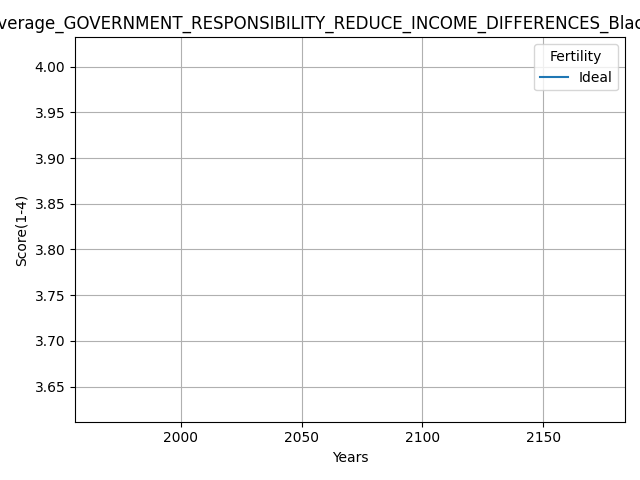 verage_GOVERNMENT_RESPONSIBILITY_REDUCE_INCOME_DIFFERENCES_Blac
Fertility
Ideal
4.00
3.95
3.90
3.85
3.80
3.75
3.70
3.65
Score(1-4)
2000 2050 2100 2150
Years